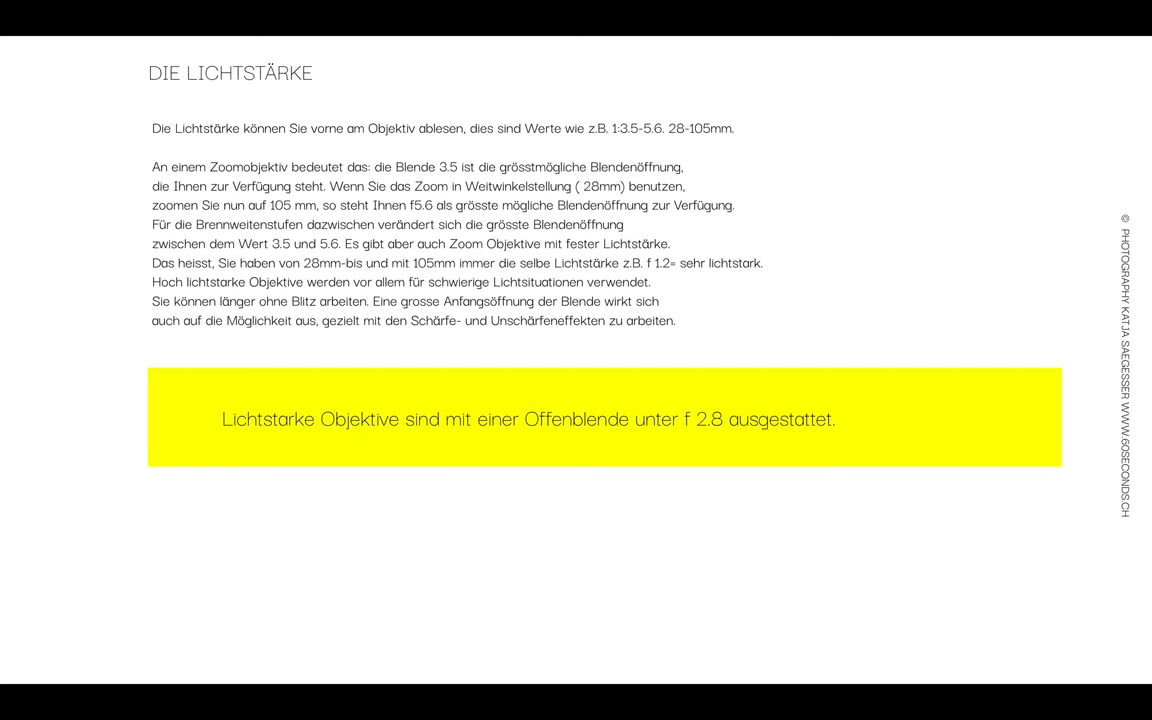 DIE LICHTSTÄRKE
Die Lichtstärke können Sie vorne am Objektiv ablesen, dies sind Werte wie z.B. 1:3.5-5.6. 28-105mm.
An einem Zoomobjektiv bedeutet das: die Blende 3.5 ist die grösstmögliche Blendenöffnung,
die Ihnen zur Verfügung steht. Wenn Sie das Zoom in Weitwinkelstellung ( 28mm) benutzen,
zoomen Sie nun auf 105 mm, so steht Ihnen f5.6 als grösste mögliche Blendenöffnung zur Verfügung.
Für die Brennweitenstufen dazwischen verändert sich die grösste Blendenöffnung
zwischen dem Wert 3.5 und 5.6. Es gibt aber auch Zoom Objektive mit fester Lichtstärke.
Das heisst, Sie haben von 28mm-bis und mit 105mm immer die selbe Lichtstärke z.B. f 1.2= sehr lichtstark.
Hoch lichtstarke Objektive werden vor allem für schwierige Lichtsituationen verwendet.
Sie können länger ohne Blitz arbeiten. Eine grosse Anfangsöffnung der Blende wirkt sich
auch auf die Möglichkeit aus, gezielt mit den Schärfe- und Unschärfeneffekten zu arbeiten.
Lichtstarke Objektive sind mit einer Offenblende unter f 2.8 ausgestattet.
© PHOTOGRAPHY KATJA SAEGESSER WWW.60SECONDS.CH